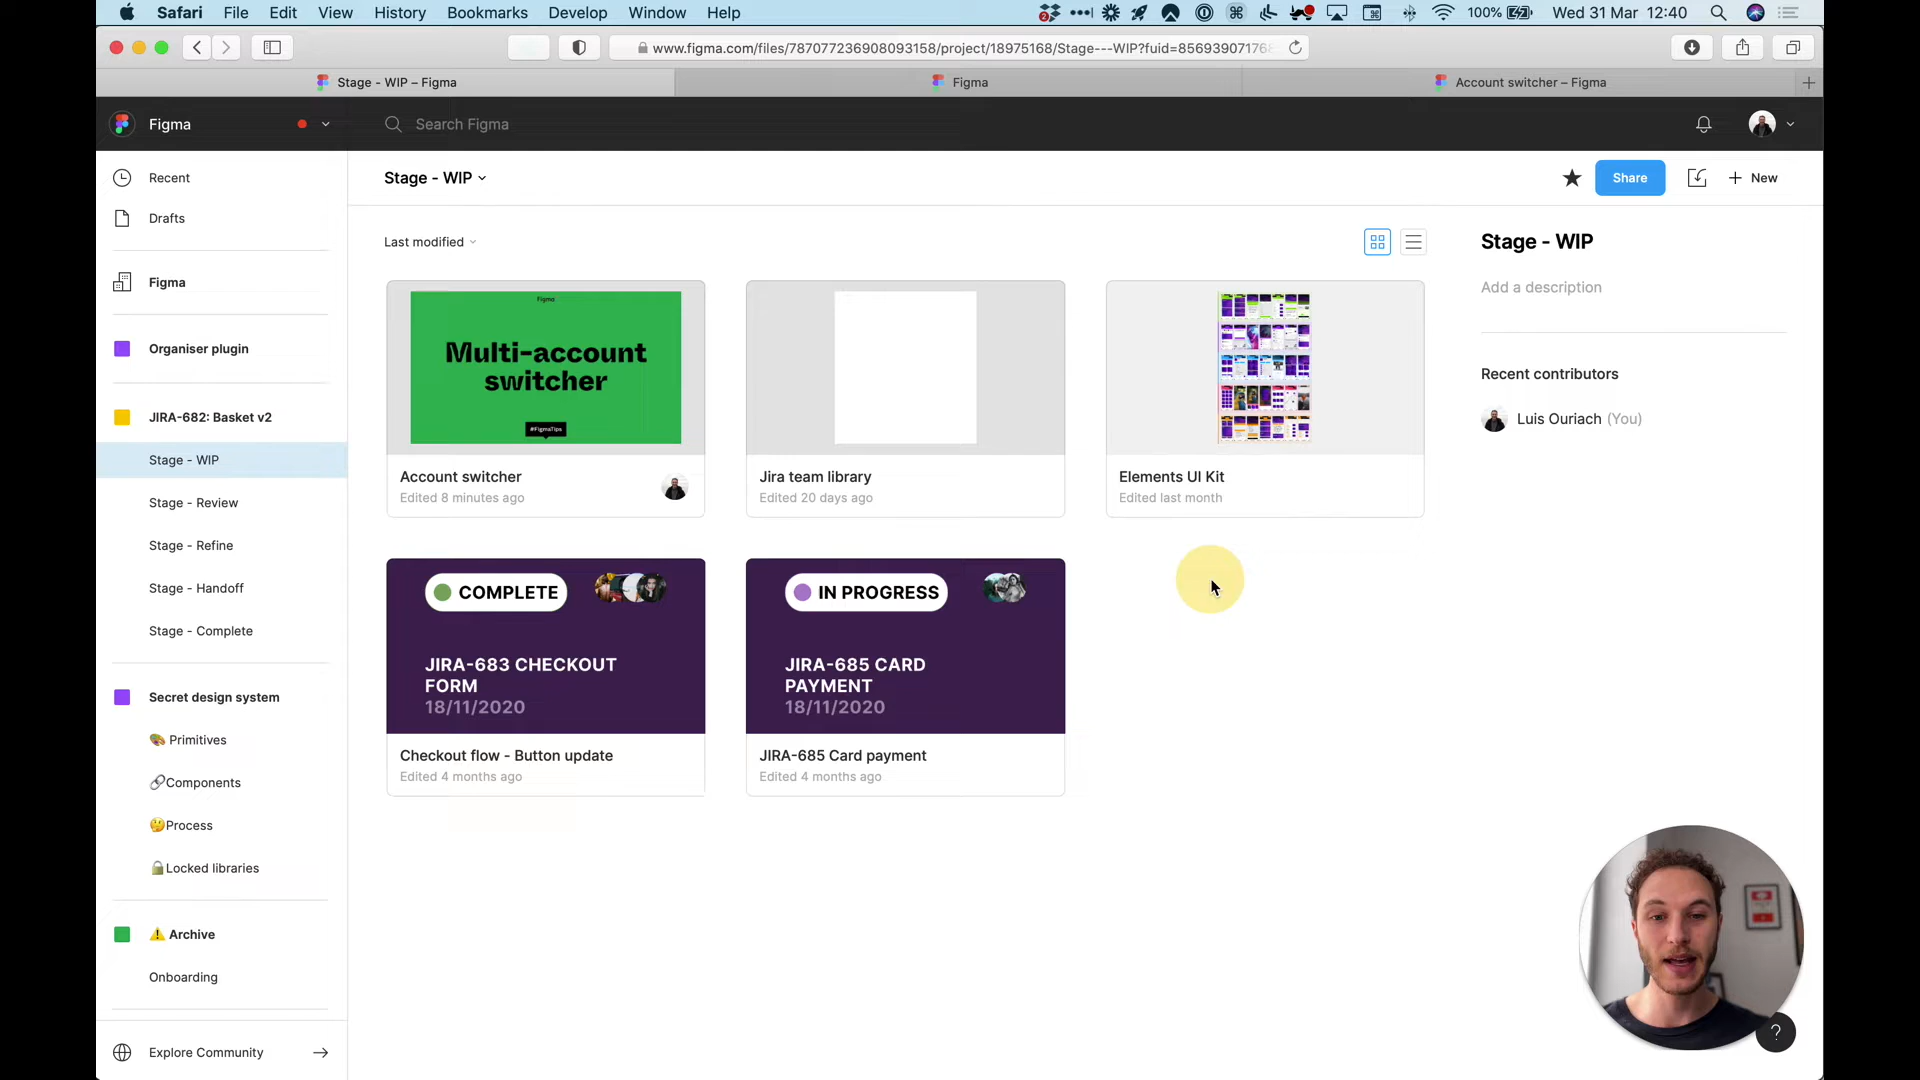 Safari File Edit View History Bookmarks Develop Window Help
2
100%
Wed 31 Mar 12:40
www.figma.com/files/787077236908093158/project/18975168/Stage---WIP?fuid=85693907176
Stage - WIP – Figma
Figma
Account switcher – Figma
Figma
Search Figma
Recent
Drafts
Figma
Organiser plugin
JIRA-682: Basket v2
Stage - WIP
Stage - Review
Stage - Refine
Stage - Handoff
Stage - Complete
Secret design system
Primitives
Components
Process
Locked libraries
Archive
Onboarding
Explore Community
Stage - WIP
Share
New
Last modified
Figma
Multi-account
switcher
#FigmaTips
Account switcher
Edited 8 minutes ago
Jira team library
Edited 20 days ago
Elements UI Kit
Edited last month
COMPLETE
JIRA-683 CHECKOUT
FORM
18/11/2020
Checkout flow - Button update
Edited 4 months ago
IN PROGRESS
JIRA-685 CARD
PAYMENT
18/11/2020
JIRA-685 Card payment
Edited 4 months ago
Stage - WIP
Add a description
Recent contributors
Luis Ouriach (You)
?